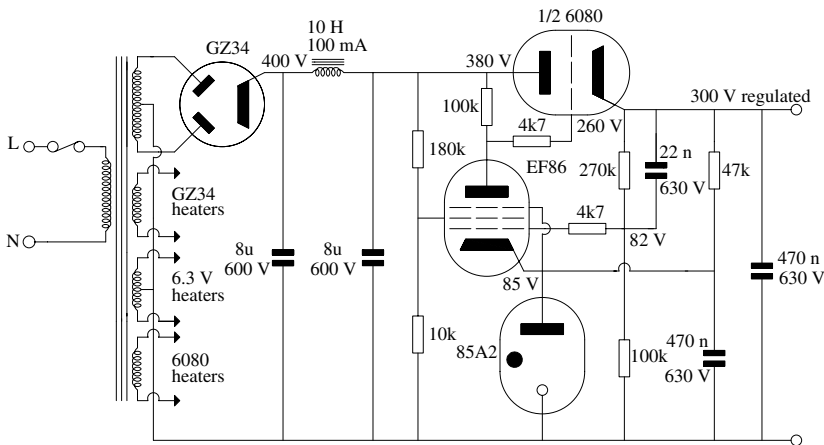 10 H
100 mA
1/2 6080
GZ34
400 V
380 V
300 V regulated
100k
4k7
260 V
L
180k
EF86
270k
22 n
630 V
47k
GZ34
heaters
4k7
82 V
N
8u
600 V
8u
600 V
470 n
630 V
6.3 V
heaters
85 V
10k
85A2
100k
470 n
630 V
6080
heaters